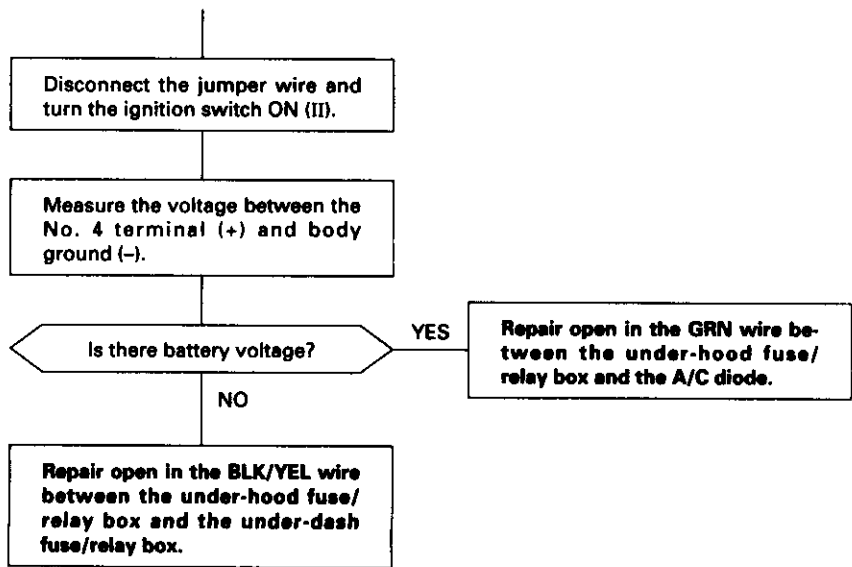 Disconnect the jumper wire and
turn the ignition switch ON (II).
Measure the voltage between the
No. 4 terminal (+) and body
ground (–).
Is there battery voltage?
YES
Repair open in the GRN wire be-
tween the under-hood fuse/
relay box and the A/C diode.
NO
Repair open in the BLK/YEL wire
between the under-hood fuse/
relay box and the under-dash
fuse/relay box.